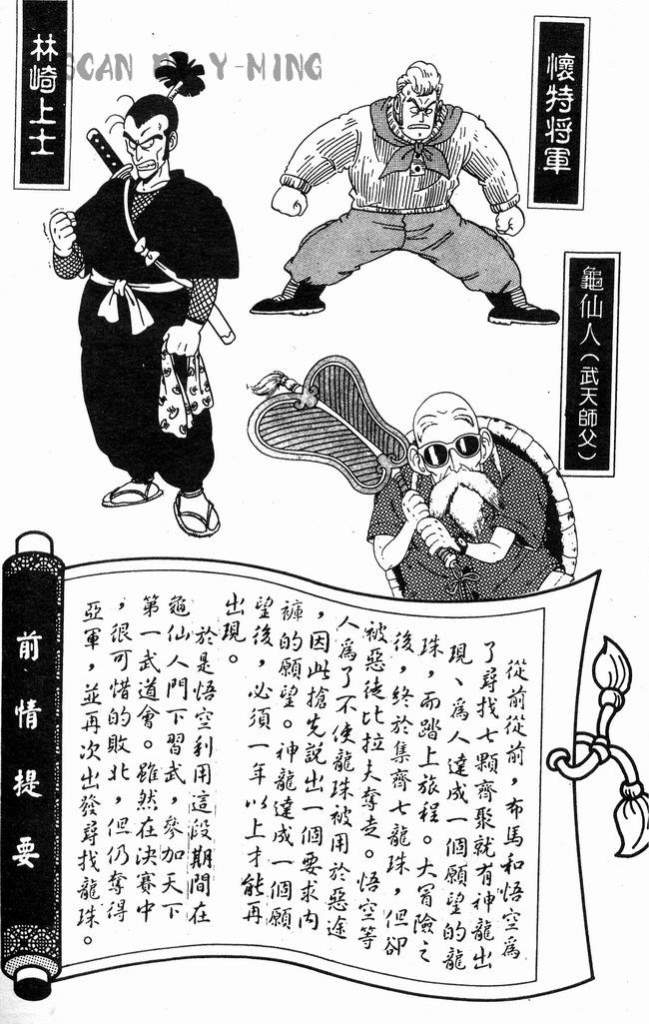 懷特将軍
SCAN BY Y-MING
林崎上士
龜仙人(武天師父)
前情提要
從前從前，布馬和悟空爲
了尋找七顆齊聚就有神龍出
現、爲人達成一個願望的龍
珠，而踏上旅程。大冒險之
後，終於集齊七龍珠，但卻
被惡徒比拉夫奪走。悟空等
人爲了不使龍珠被用於惡途
，因此搶先說出一個要求内
褲的願望。神龍達成一個願
望後，必須一年以上才能再
出現。
於是悟空利用這段期間在
龜仙人門下習武，參加天下
第一武道會。雖然在決賽中
，很可惜的敗北，但仍奪得
亞軍，並再次出發尋找龍珠。